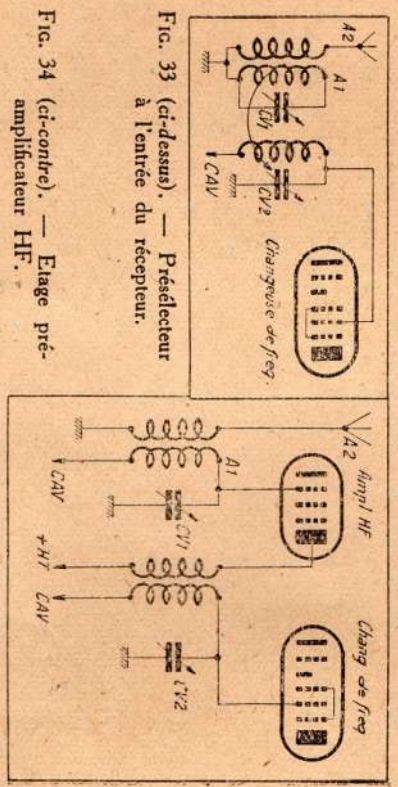 A2
A1
CV1
CV2
CAV
Changeuse de freq.
FIG. 33 (ci-dessus). — Présélecteur
à l'entrée du récepteur.
FIG. 34 (ci-contre). — Etage pré-
amplificateur HF.
A2
Ampl HF
A1
CV1
CAV
+HT
CAV
CV2
Chang de freq